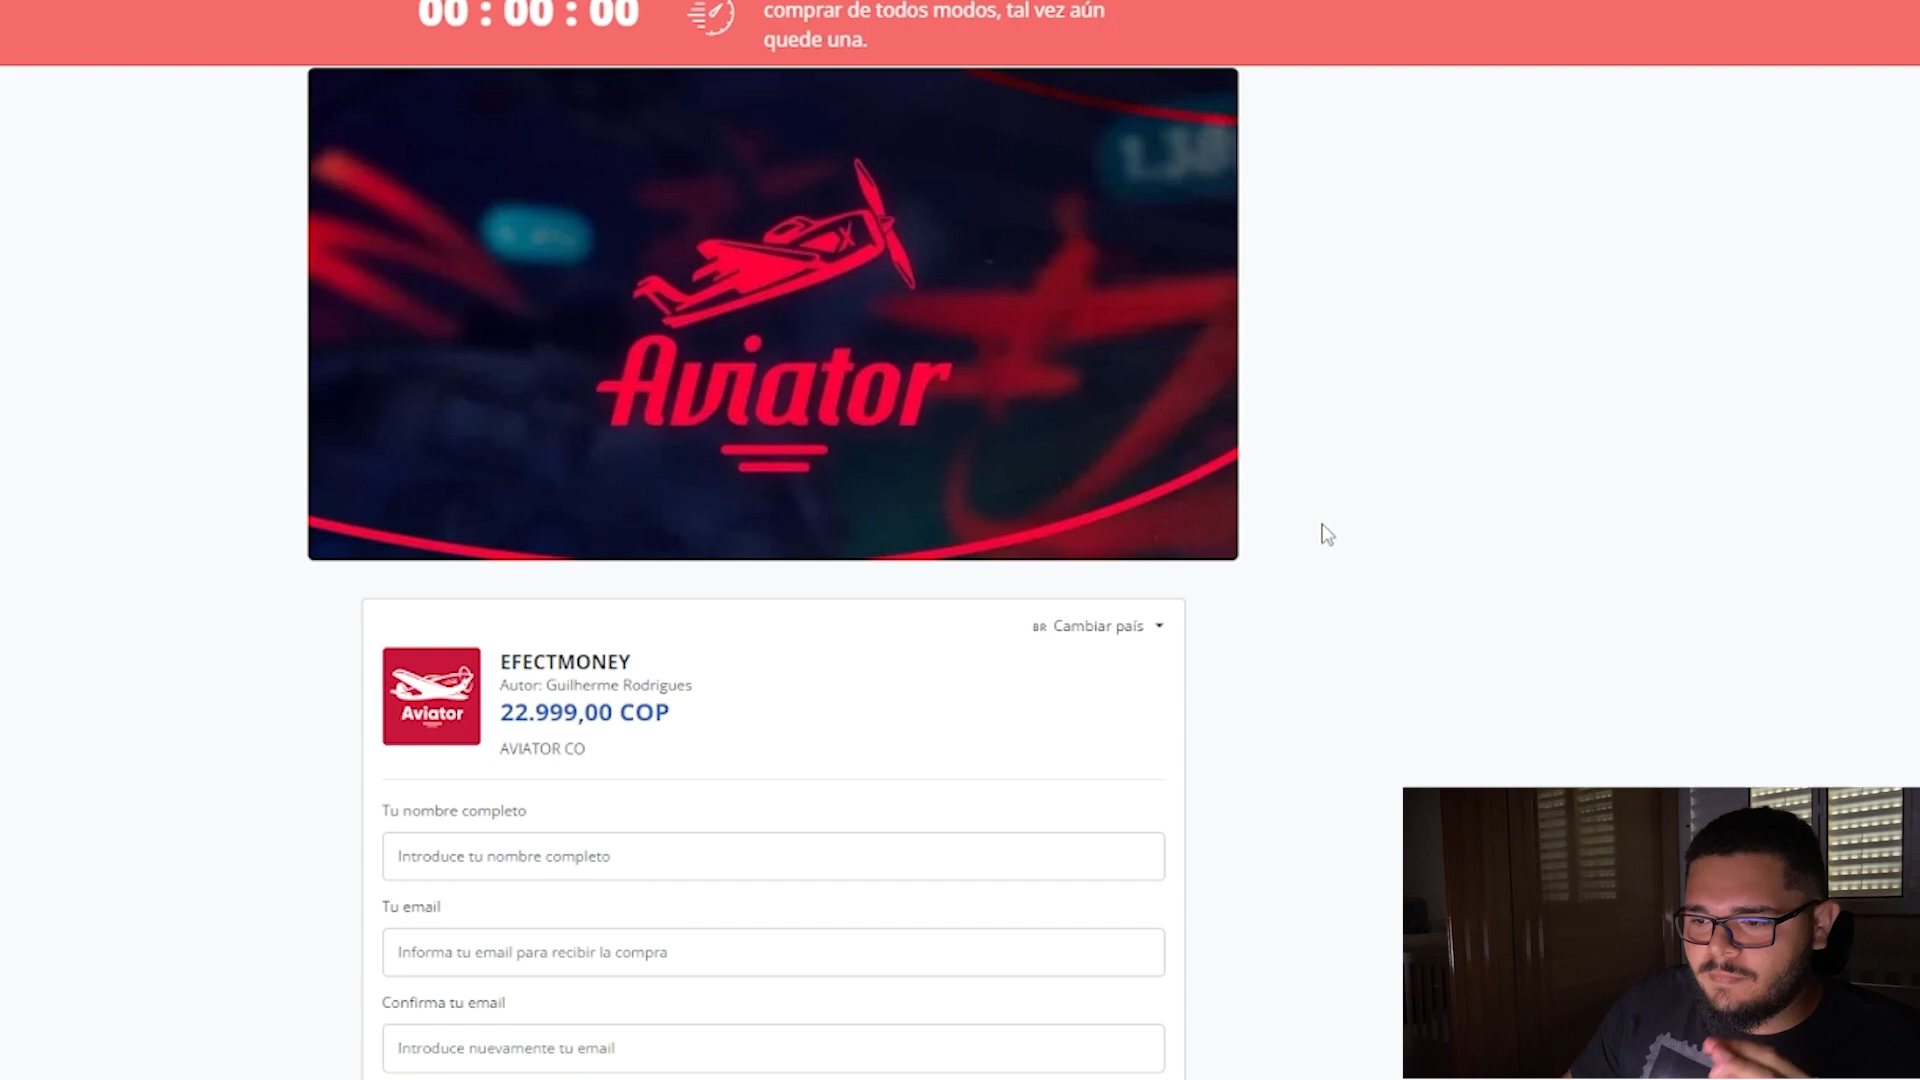 00 : 00 : 00
comprar de todos modos, tal vez aún
quede una.
Aviator
BR Cambiar país
EFECTMONEY
Autor: Guilherme Rodrigues
22.999,00 COP
Aviator
AVIATOR CO
Tu nombre completo
Introduce tu nombre completo
Tu email
Informa tu email para recibir la compra
Confirma tu email
Introduce nuevamente tu email